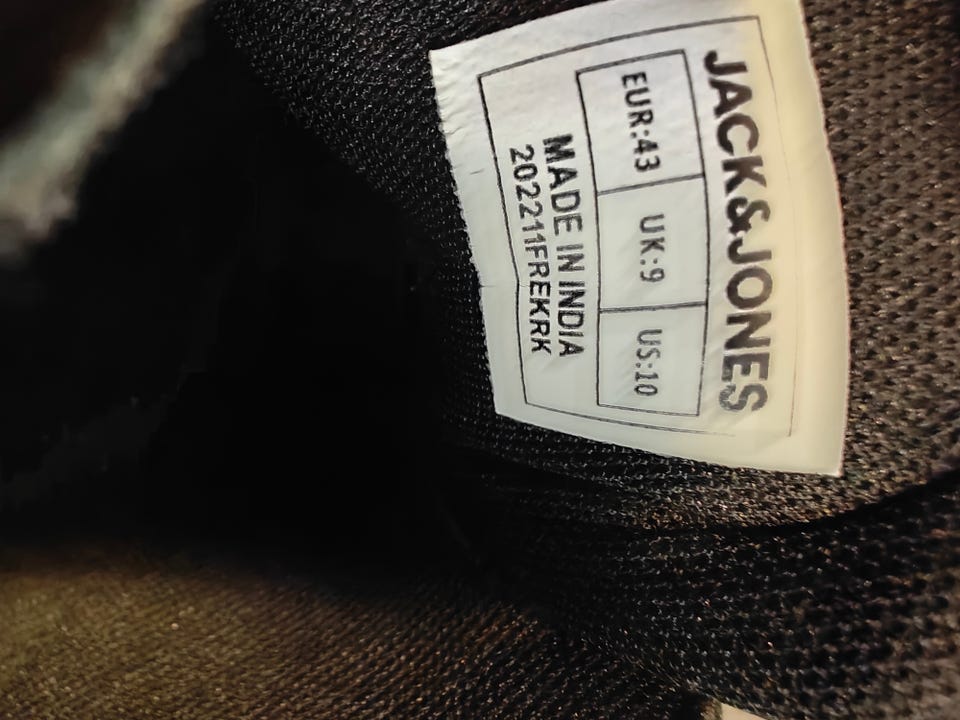 JACK&JONES
EUR:43 UK:9 US:10
MADE IN INDIA
202211FREKRK